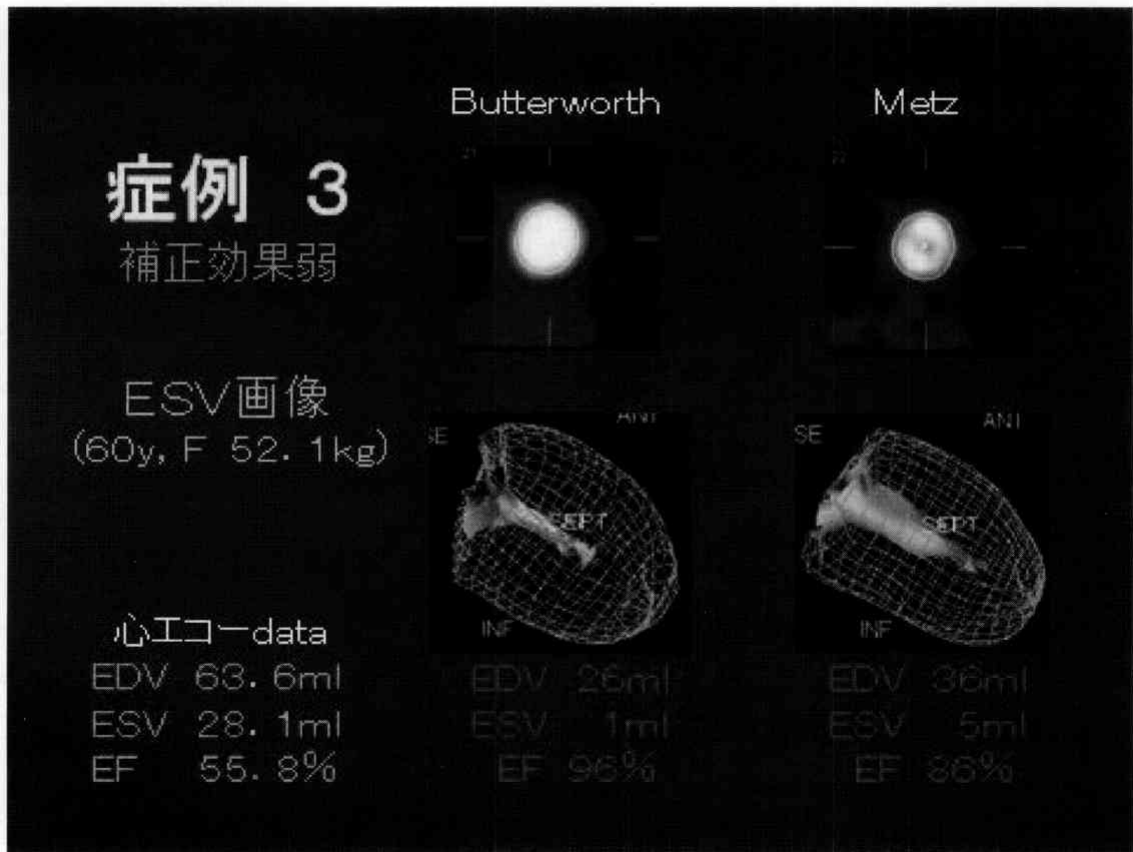 Butterworth
Metz
症例 3
補正効果弱
ESV画像
(60y, F 52.1kg)
心エコーdata
EDV 63.6ml
ESV 28.1ml
EF 55.8%
21
SE
ANT
SEPT
INF
EDV 26ml
ESV 1ml
EF 96%
SE
ANT
SEPT
INF
EDV 36ml
ESV 5ml
EF 86%